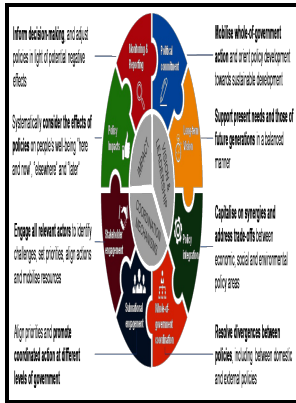 Inform decision-making, and adjust
policies in light of potential negative
effects
Systematically consider the effects of
policies on people's well-being 'here
and now', 'elsewhere' and 'later'
Engage all relevant actors to identify
challenges, set priorities, align actions
and mobilise resources
Align priorities and promote
coordinated action at different
levels of government
Monitoring &
Reporting
Political
commitment
Policy
Impacts
Long-term
Vision
Stakeholder
engagement
Policy
integration
Subnational
engagement
Whole-of-
government
coordination
IMPACT
VISION
LEADERSHIP
COORDINATION
Mobilise whole-of-government
action and orient policy development
towards sustainable development
Support present needs and those of
future generations in a balanced
manner
Capitalise on synergies and
address trade-offs between
economic, social and environmental
policy areas
Resolve divergences between
policies, including between domestic
and external policies